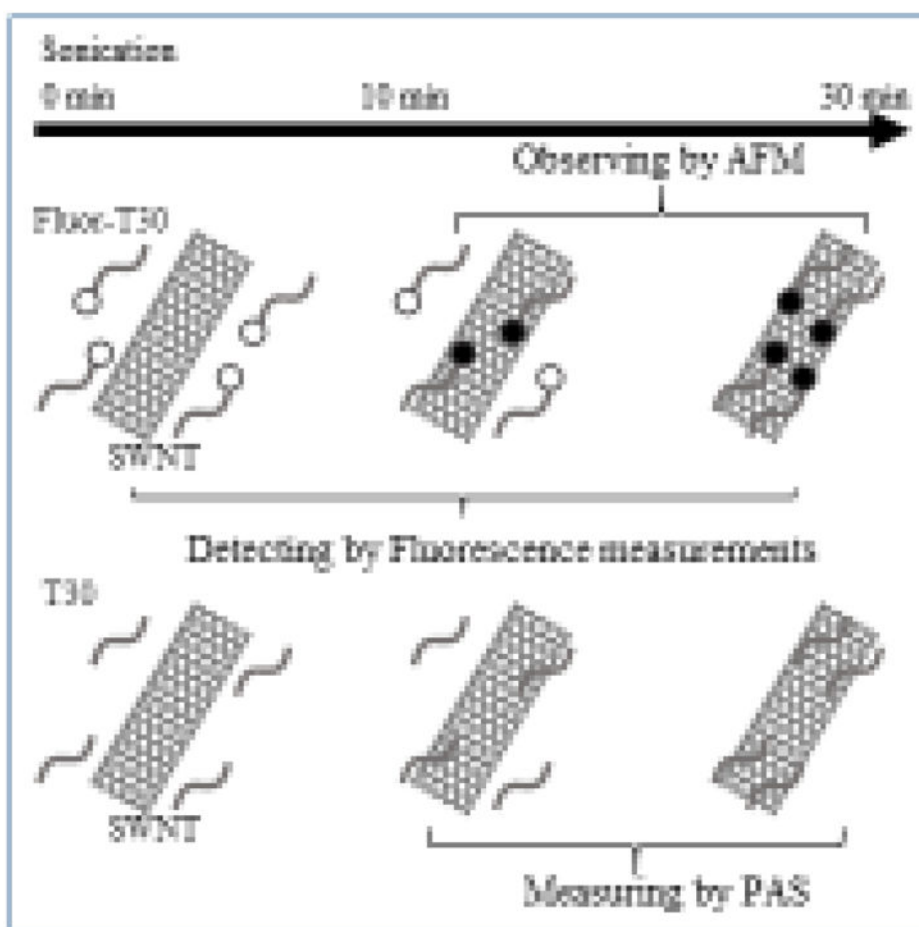 Sonication
0 min 10 min 30 min
Observing by AFM
Fluor-T30
SWNT
Detecting by Fluorescence measurements
T30
SWNT
Measuring by PAS